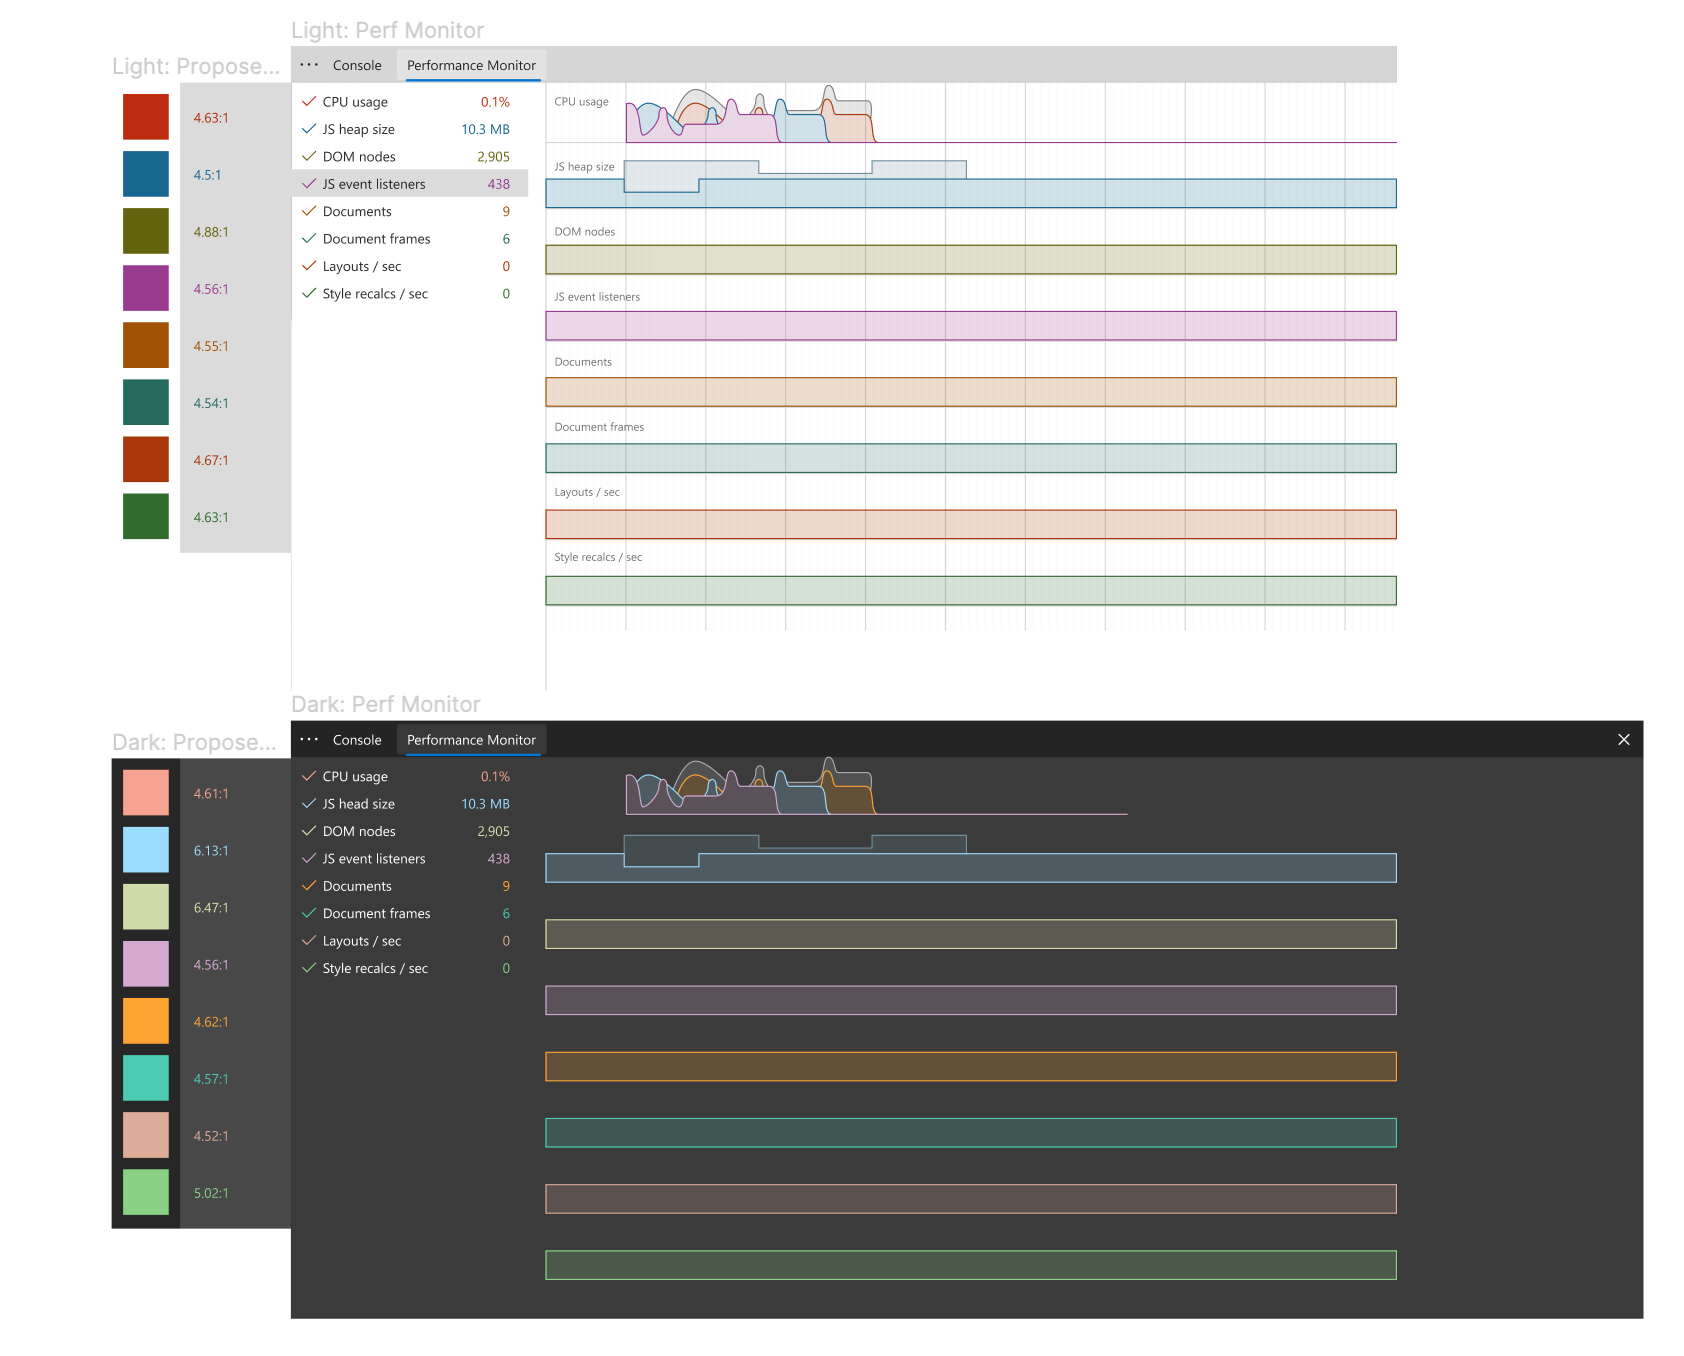 Light: Perf Monitor
Light: Propose...
Console
Performance Monitor
4.63:1
4.5:1
4.88:1
4.56:1
4.55:1
4.54:1
4.67:1
4.63:1
CPU usage 0.1%
JS heap size 10.3 MB
DOM nodes 2,905
JS event listeners 438
Documents 9
Document frames 6
Layouts / sec 0
Style recalcs / sec 0
CPU usage
JS heap size
DOM nodes
JS event listeners
Documents
Document frames
Layouts / sec
Style recalcs / sec
Dark: Perf Monitor
Dark: Propose...
Console
Performance Monitor
4.61:1
6.13:1
6.47:1
4.56:1
4.62:1
4.57:1
4.52:1
5.02:1
CPU usage 0.1%
JS head size 10.3 MB
DOM nodes 2,905
JS event listeners 438
Documents 9
Document frames 6
Layouts / sec 0
Style recalcs / sec 0